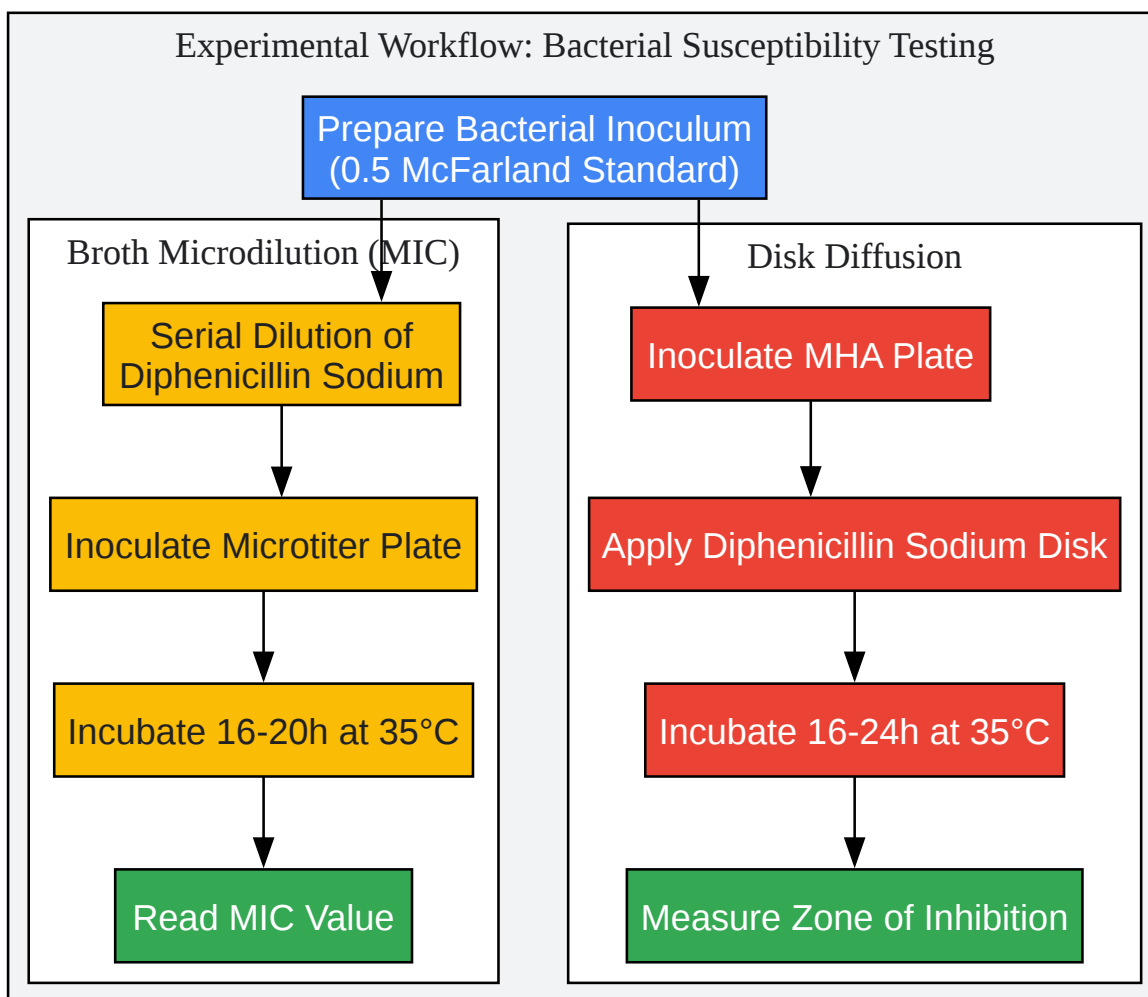 Experimental Workflow: Bacterial Susceptibility Testing
Prepare Bacterial Inoculum
(0.5 McFarland Standard)
Broth Microdilution (MIC)
Serial Dilution of
Diphenicillin Sodium
Inoculate Microtiter Plate
Incubate 16-20h at 35°C
Read MIC Value
Disk Diffusion
Inoculate MHA Plate
Apply Diphenicillin Sodium Disk
Incubate 16-24h at 35°C
Measure Zone of Inhibition